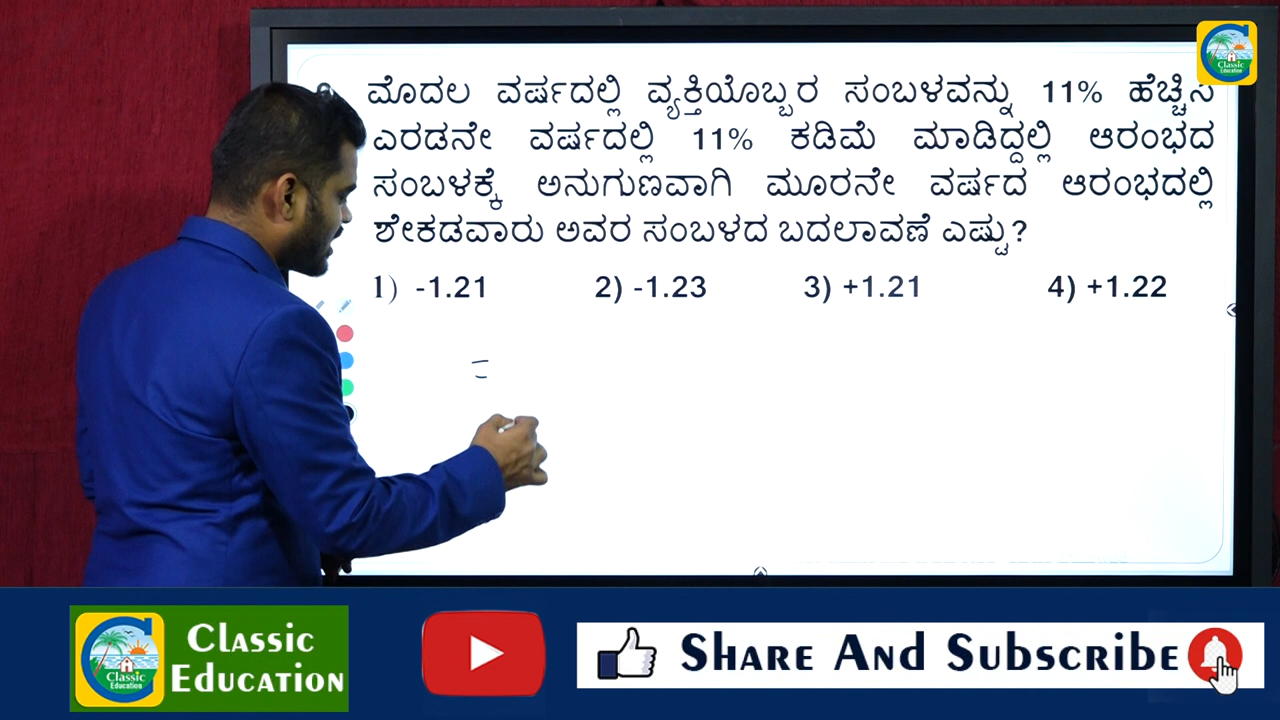 ಮೊದಲ ವರ್ಷದಲ್ಲಿ ವ್ಯಕ್ತಿಯೊಬ್ಬರ ಸಂಬಳವನ್ನು 11% ಹೆಚ್ಚಿಸಿ
ಎರಡನೇ ವರ್ಷದಲ್ಲಿ 11% ಕಡಿಮೆ ಮಾಡಿದ್ದಲ್ಲಿ ಆರಂಭದ
ಸಂಬಳಕ್ಕೆ ಅನುಗುಣವಾಗಿ ಮೂರನೇ ವರ್ಷದ ಆರಂಭದಲ್ಲಿ
ಶೇಕಡವಾರು ಅವರ ಸಂಬಳದ ಬದಲಾವಣೆ ಎಷ್ಟು?
1) -1.21 2) -1.23 3) +1.21 4) +1.22
=
Classic
Education
Classic
Education
Classic
Education
Share And Subscribe